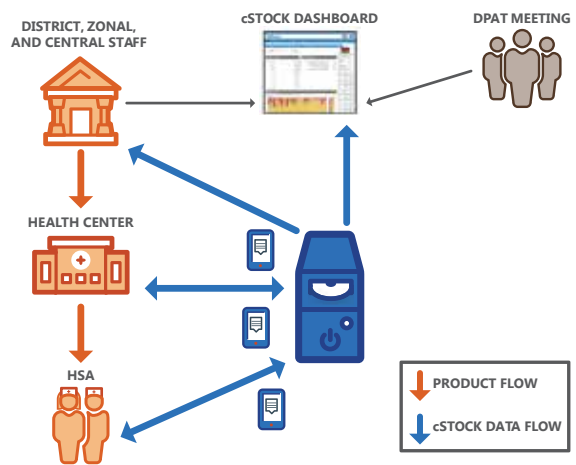 DISTRICT, ZONAL,
AND CENTRAL STAFF
cSTOCK DASHBOARD
DPAT MEETING
HEALTH CENTER
HSA
PRODUCT FLOW
cSTOCK DATA FLOW